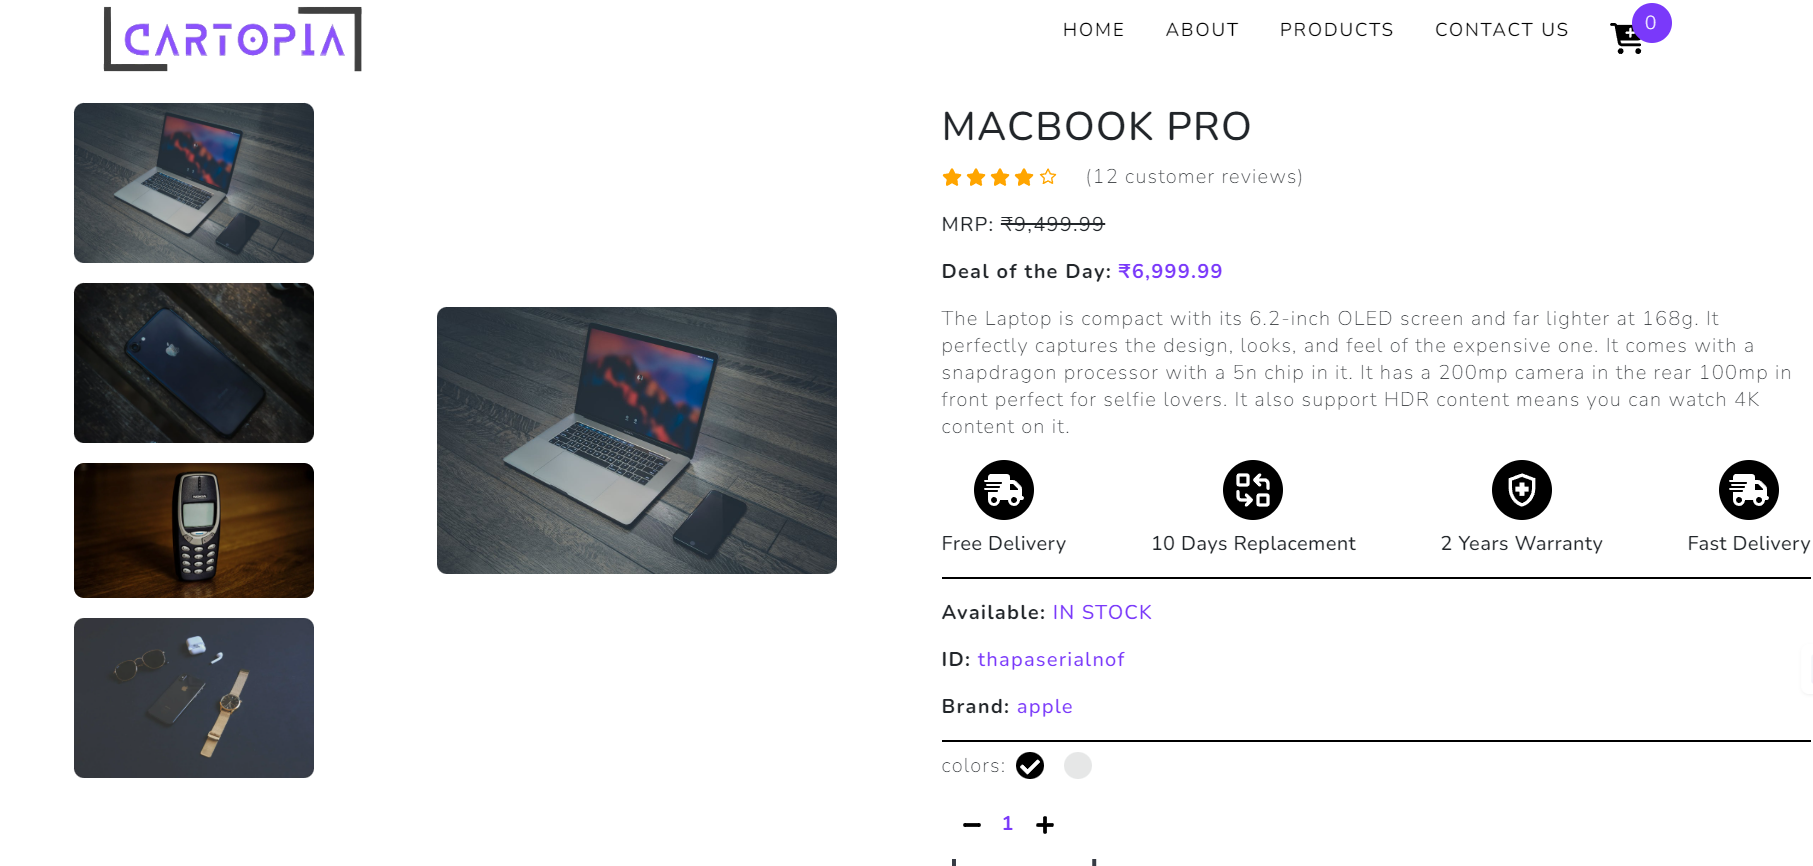 CARTOPIA
HOME ABOUT PRODUCTS CONTACT US 0
MACBOOK PRO
(12 customer reviews)
MRP: ₹9,499.99
Deal of the Day: ₹6,999.99
The Laptop is compact with its 6.2-inch OLED screen and far lighter at 168g. It
perfectly captures the design, looks, and feel of the expensive one. It comes with a
snapdragon processor with a 5n chip in it. It has a 200mp camera in the rear 100mp in
front perfect for selfie lovers. It also support HDR content means you can watch 4K
content on it.
Free Delivery 10 Days Replacement 2 Years Warranty Fast Delivery
Available: IN STOCK
ID: thapaserialnof
Brand: apple
colors:
1